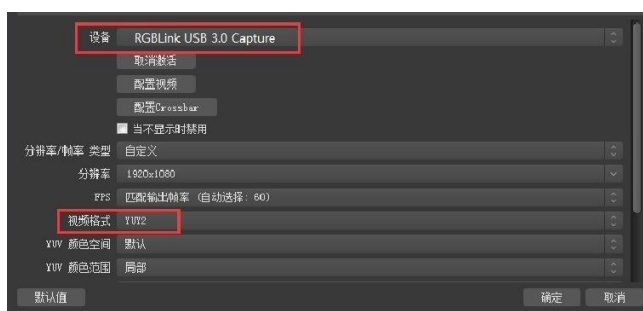 设备 RGBLink USB 3.0 Capture
取消激活
配置视频
配置Crossbar
当不显示时禁用
分辨率/帧率 类型 自定义
分辨率 1920x1080
FPS 匹配输出帧率 (自动选择: 60)
视频格式 YUY2
YUV 颜色空间 默认
YUV 颜色范围 局部
默认值 确定 取消